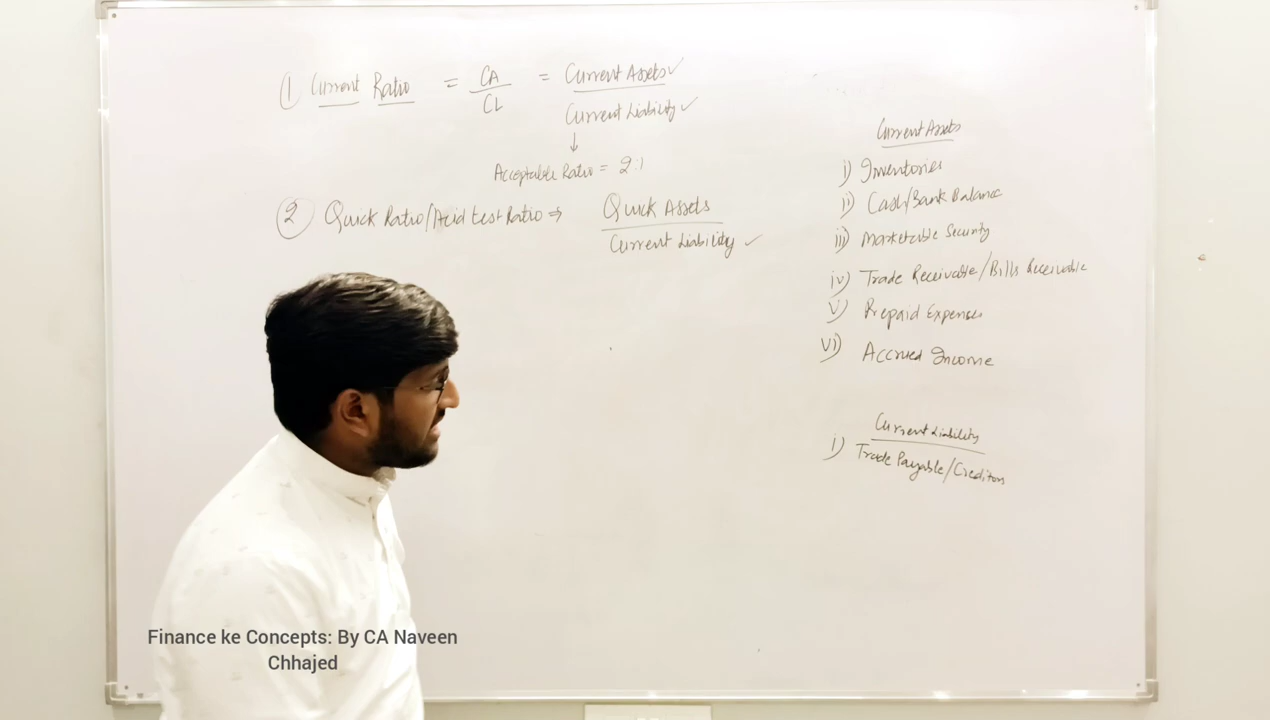 1 Current Ratio = CA / CL = Current Assets ✓ / Current Liability ✓
↓
Acceptable Ratio = 2:1
2 Quick Ratio/Acid test Ratio ⇒ Quick Assets / Current Liability ✓
Current Assets
i) Inventories
ii) Cash/Bank Balance
iii) Marketable Security
iv) Trade Receivable/Bills Receivable
v) Prepaid Expenses
vi) Accrued Income
Current Liability
i) Trade Payable/Creditors
Finance ke Concepts: By CA Naveen
Chhajed